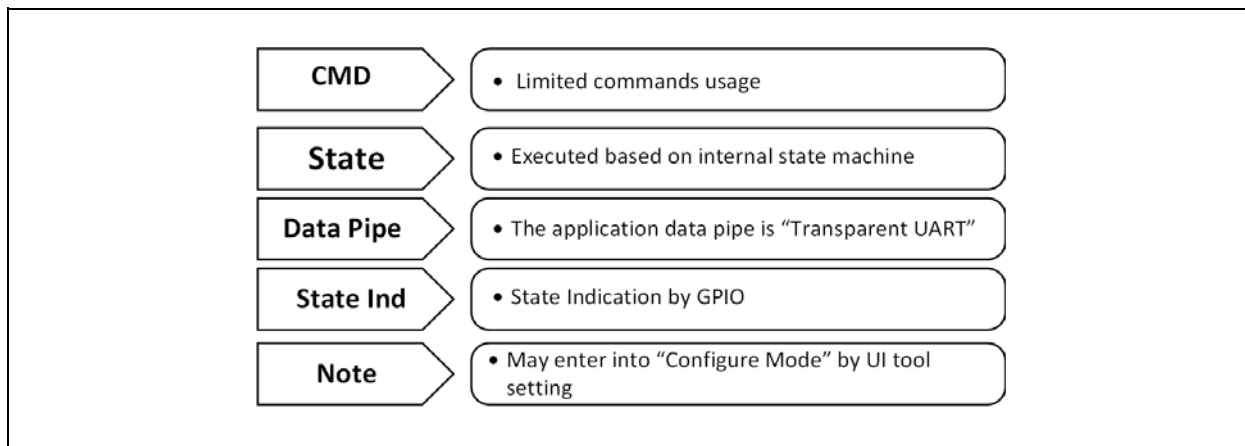 CMD
• Limited commands usage
State
• Executed based on internal state machine
Data Pipe
• The application data pipe is “Transparent UART”
State Ind
• State Indication by GPIO
Note
• May enter into “Configure Mode” by UI tool
setting